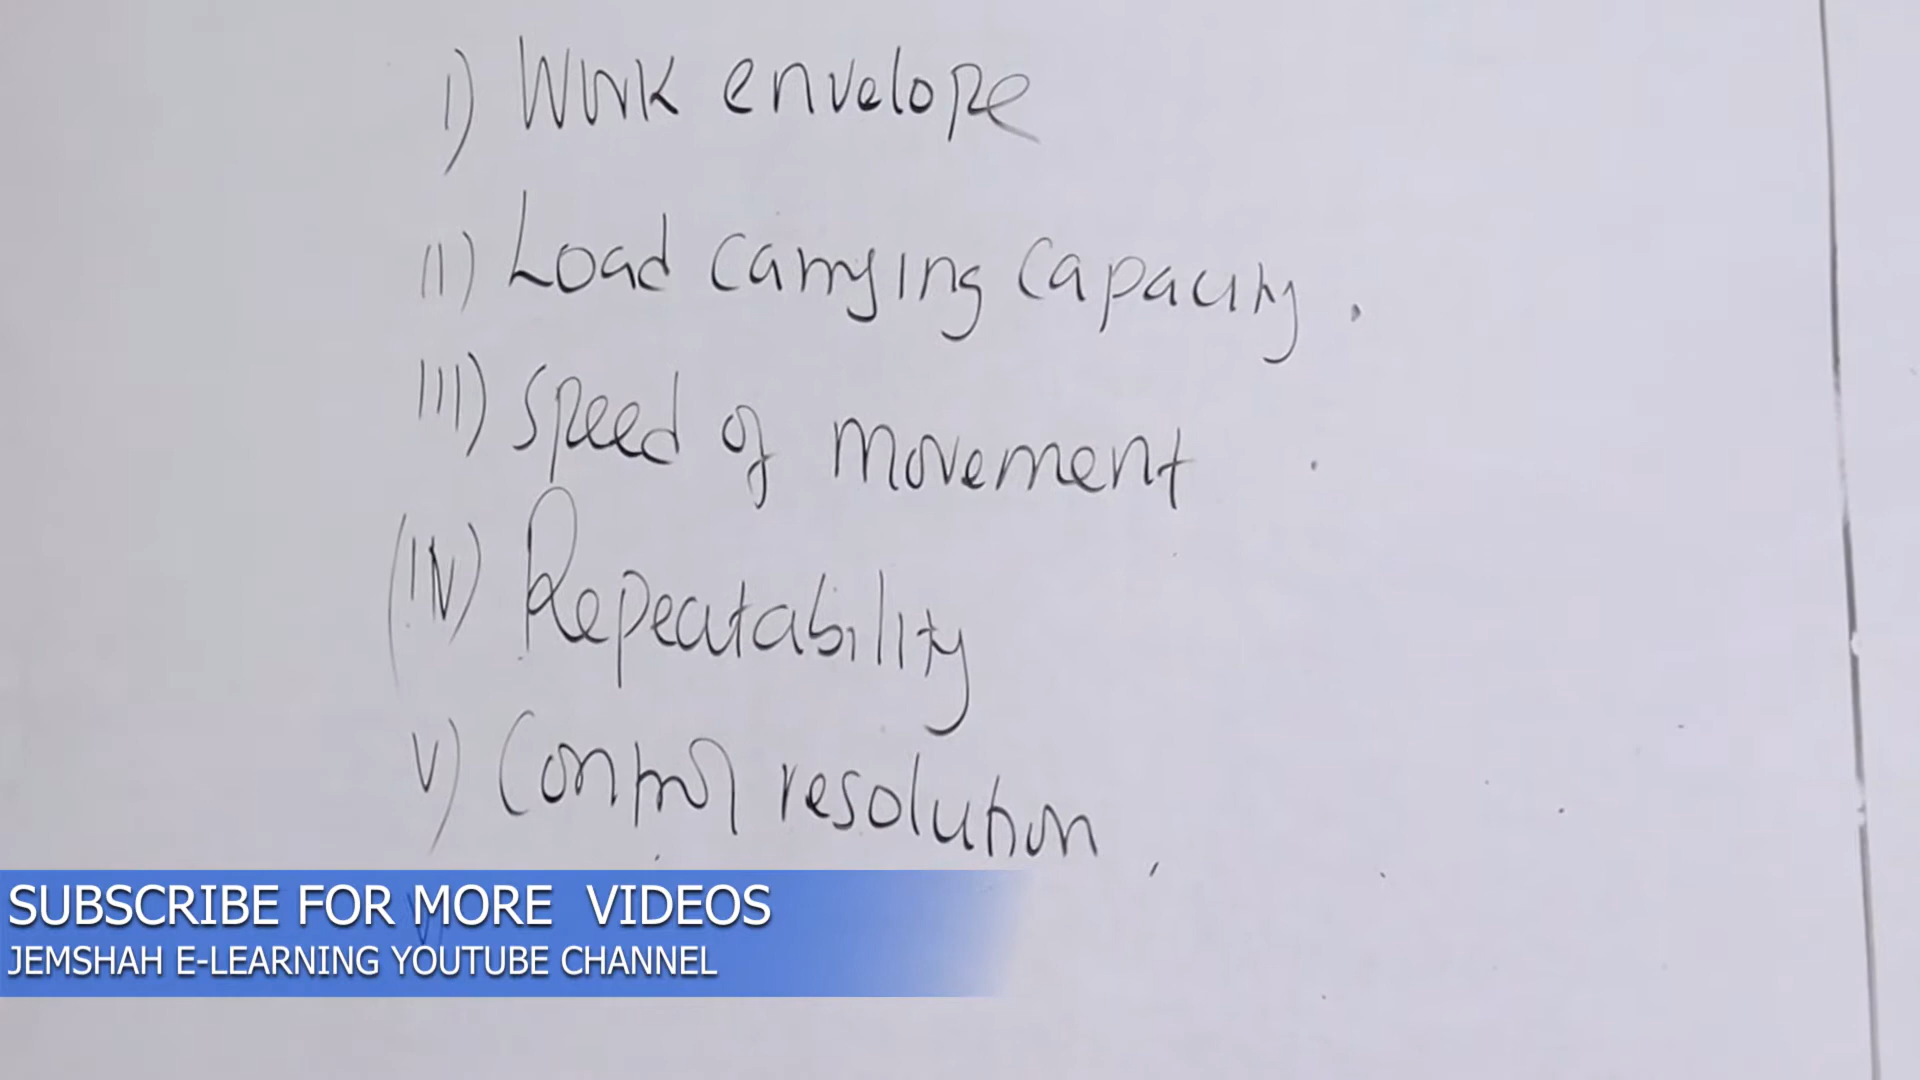 I) Work envelope
(II) Load carrying capacity.
III) Speed of movement
(IV) Repeatability
V) Control resolution.
SUBSCRIBE FOR MORE VIDEOS
JEMSHAH E-LEARNING YOUTUBE CHANNEL